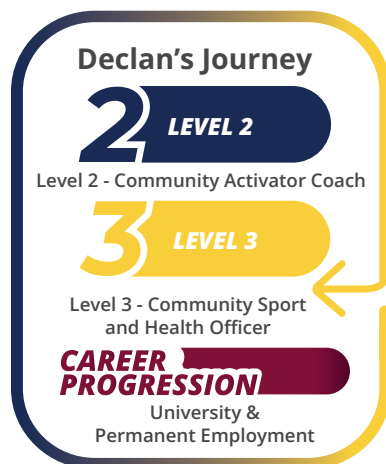 Declan's Journey
2 LEVEL 2
Level 2 - Community Activator Coach
3 LEVEL 3
Level 3 - Community Sport
and Health Officer
CAREER
PROGRESSION
University &
Permanent Employment